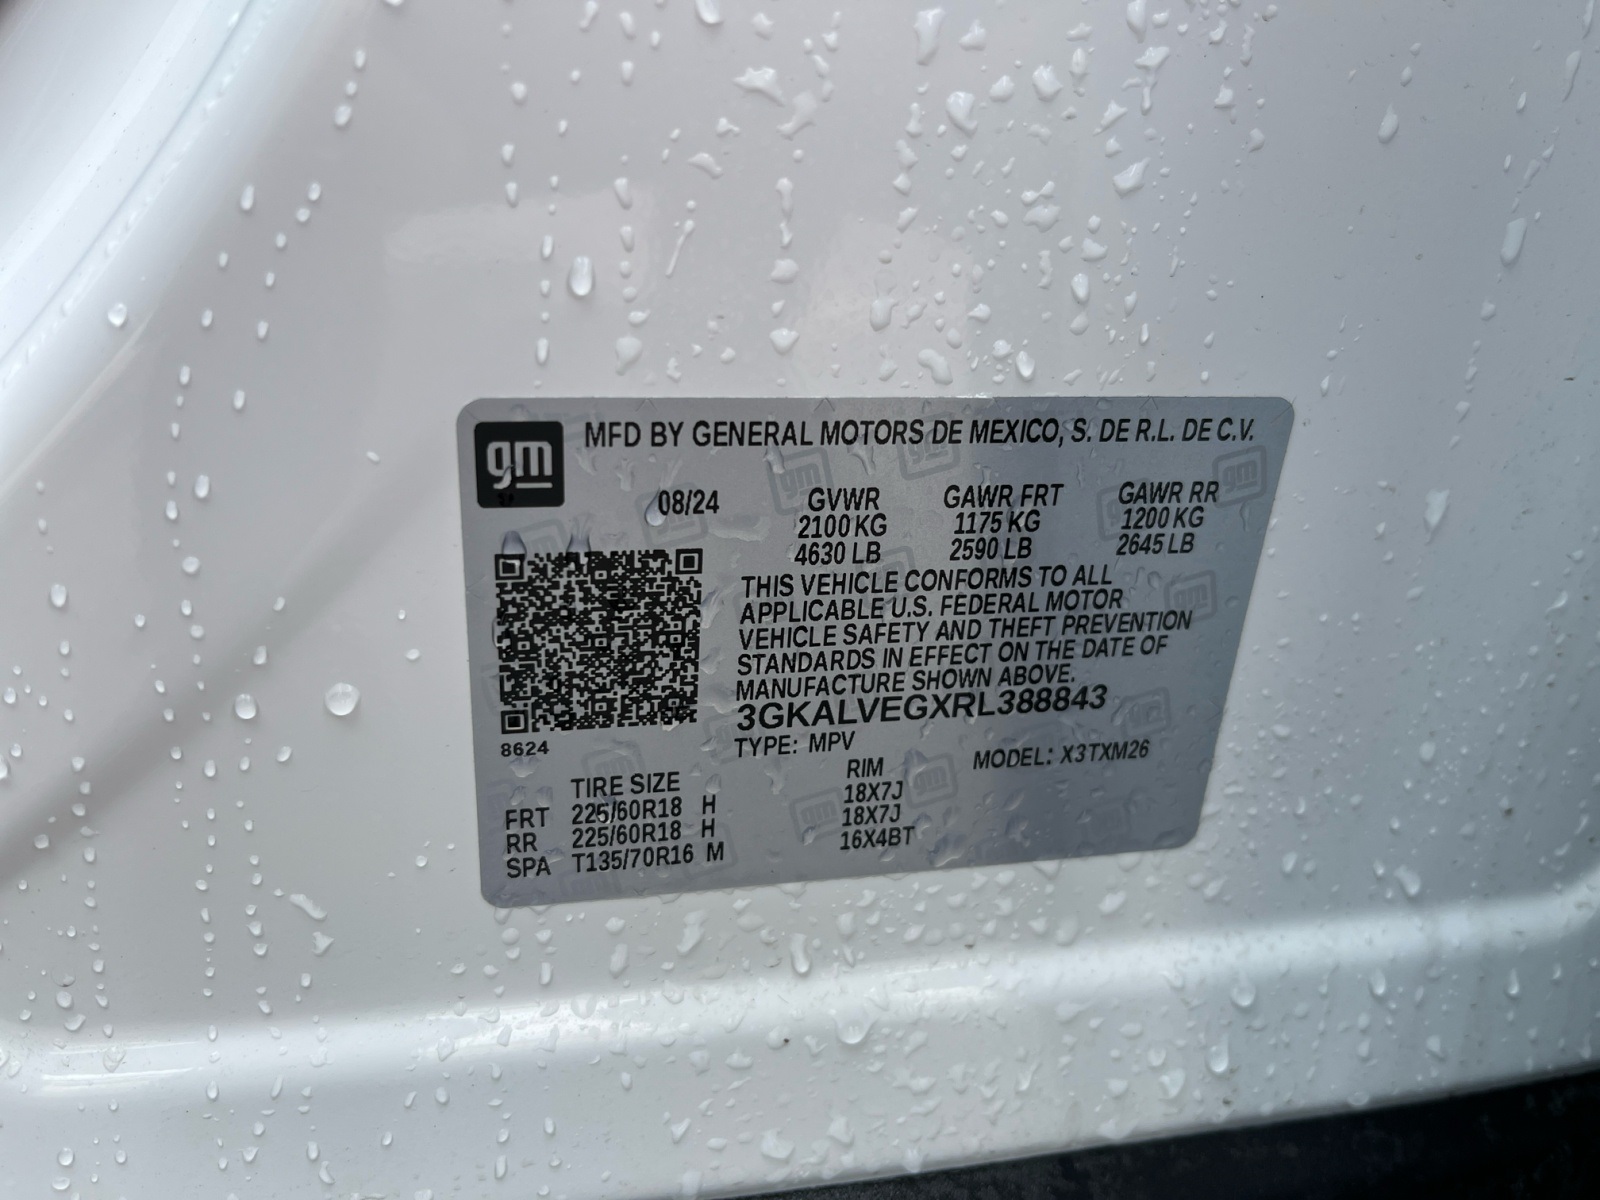 gm MFD BY GENERAL MOTORS DE MEXICO, S. DE R.L. DE C.V.
08/24 GVWR GAWR FRT GAWR RR
2100 KG 1175 KG 1200 KG
4630 LB 2590 LB 2645 LB
THIS VEHICLE CONFORMS TO ALL
APPLICABLE U.S. FEDERAL MOTOR
VEHICLE SAFETY AND THEFT PREVENTION
STANDARDS IN EFFECT ON THE DATE OF
MANUFACTURE SHOWN ABOVE.
3GKALVEGXRL388843
8624 TYPE: MPV MODEL: X3TXM26
TIRE SIZE RIM
FRT 225/60R18 H 18X7J
RR 225/60R18 H 18X7J
SPA T135/70R16 M 16X4BT